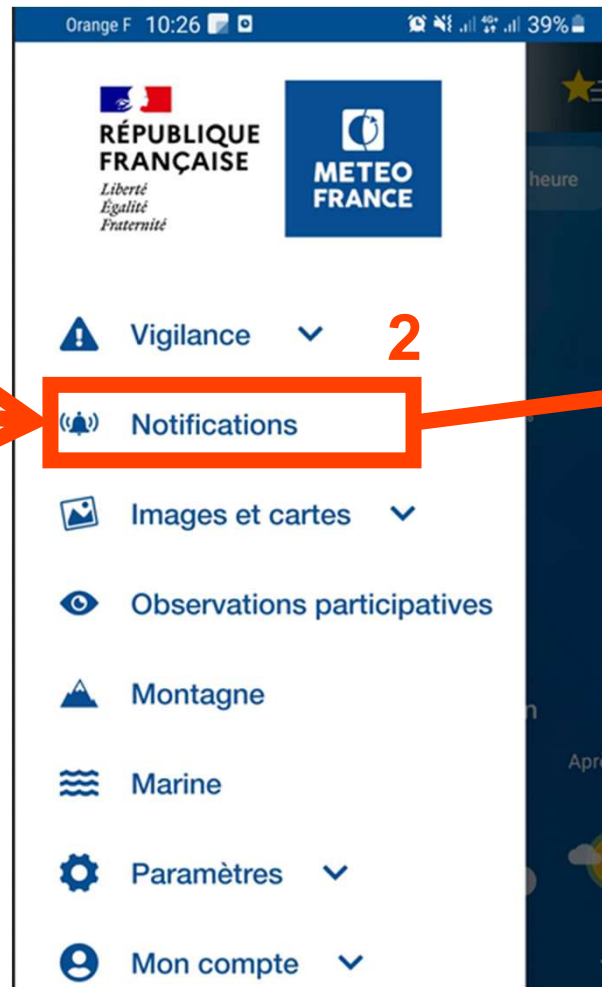 Orange F 10:26 39%
RÉPUBLIQUE
FRANÇAISE
Liberté
Égalité
Fraternité
METEO
FRANCE
heure
Vigilance
2
Notifications
Images et cartes
Observations participatives
Montagne
Marine
Paramètres
Mon compte